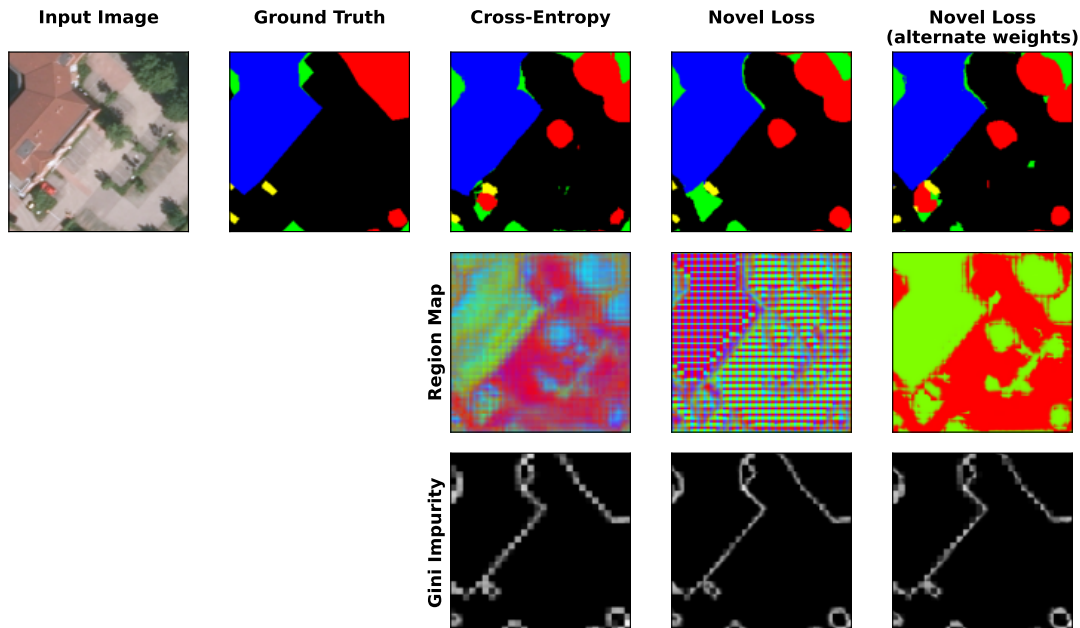 Input Image
Ground Truth
Cross-Entropy
Novel Loss
Novel Loss
(alternate weights)
Region Map
Gini Impurity